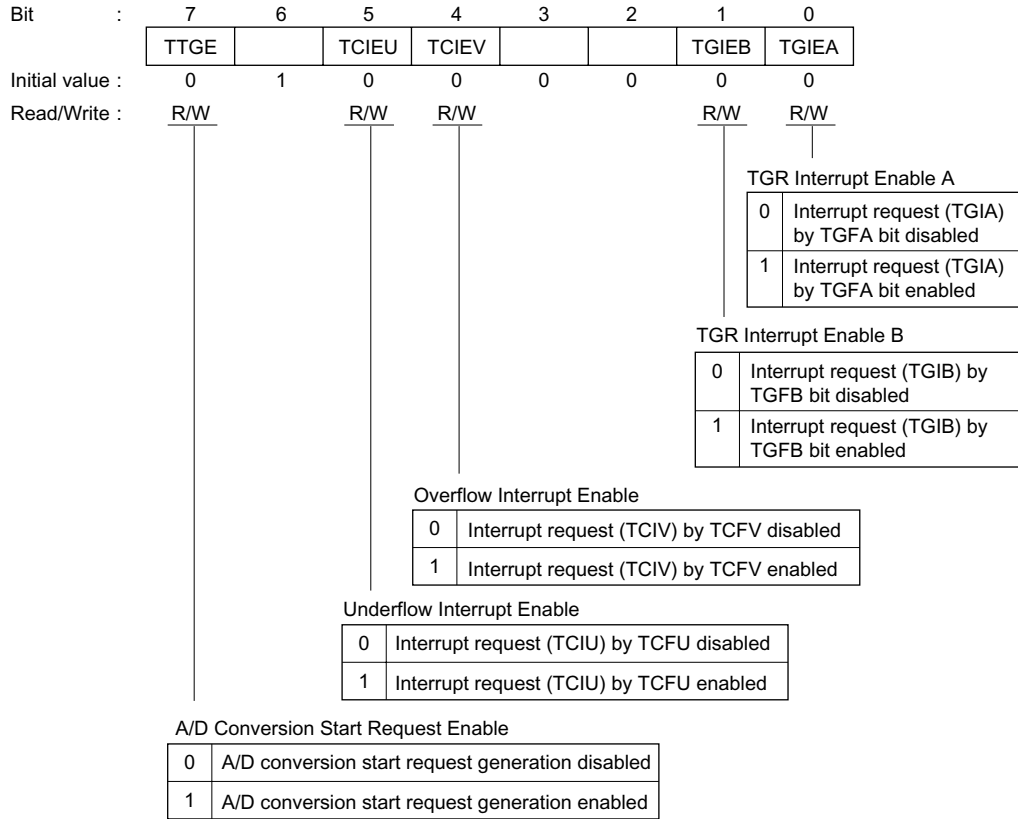 Bit : 7 6 5 4 3 2 1 0
TTGE TCIEU TCIEV TGIEB TGIEA
Initial value : 0 1 0 0 0 0 0 0
Read/Write : R/W R/W R/W R/W R/W
TGR Interrupt Enable A
0 Interrupt request (TGIA)
by TGFA bit disabled
1 Interrupt request (TGIA)
by TGFA bit enabled
TGR Interrupt Enable B
0 Interrupt request (TGIB) by
TGFB bit disabled
1 Interrupt request (TGIB) by
TGFB bit enabled
Overflow Interrupt Enable
0 Interrupt request (TCIV) by TCFV disabled
1 Interrupt request (TCIV) by TCFV enabled
Underflow Interrupt Enable
0 Interrupt request (TCIU) by TCFU disabled
1 Interrupt request (TCIU) by TCFU enabled
A/D Conversion Start Request Enable
0 A/D conversion start request generation disabled
1 A/D conversion start request generation enabled